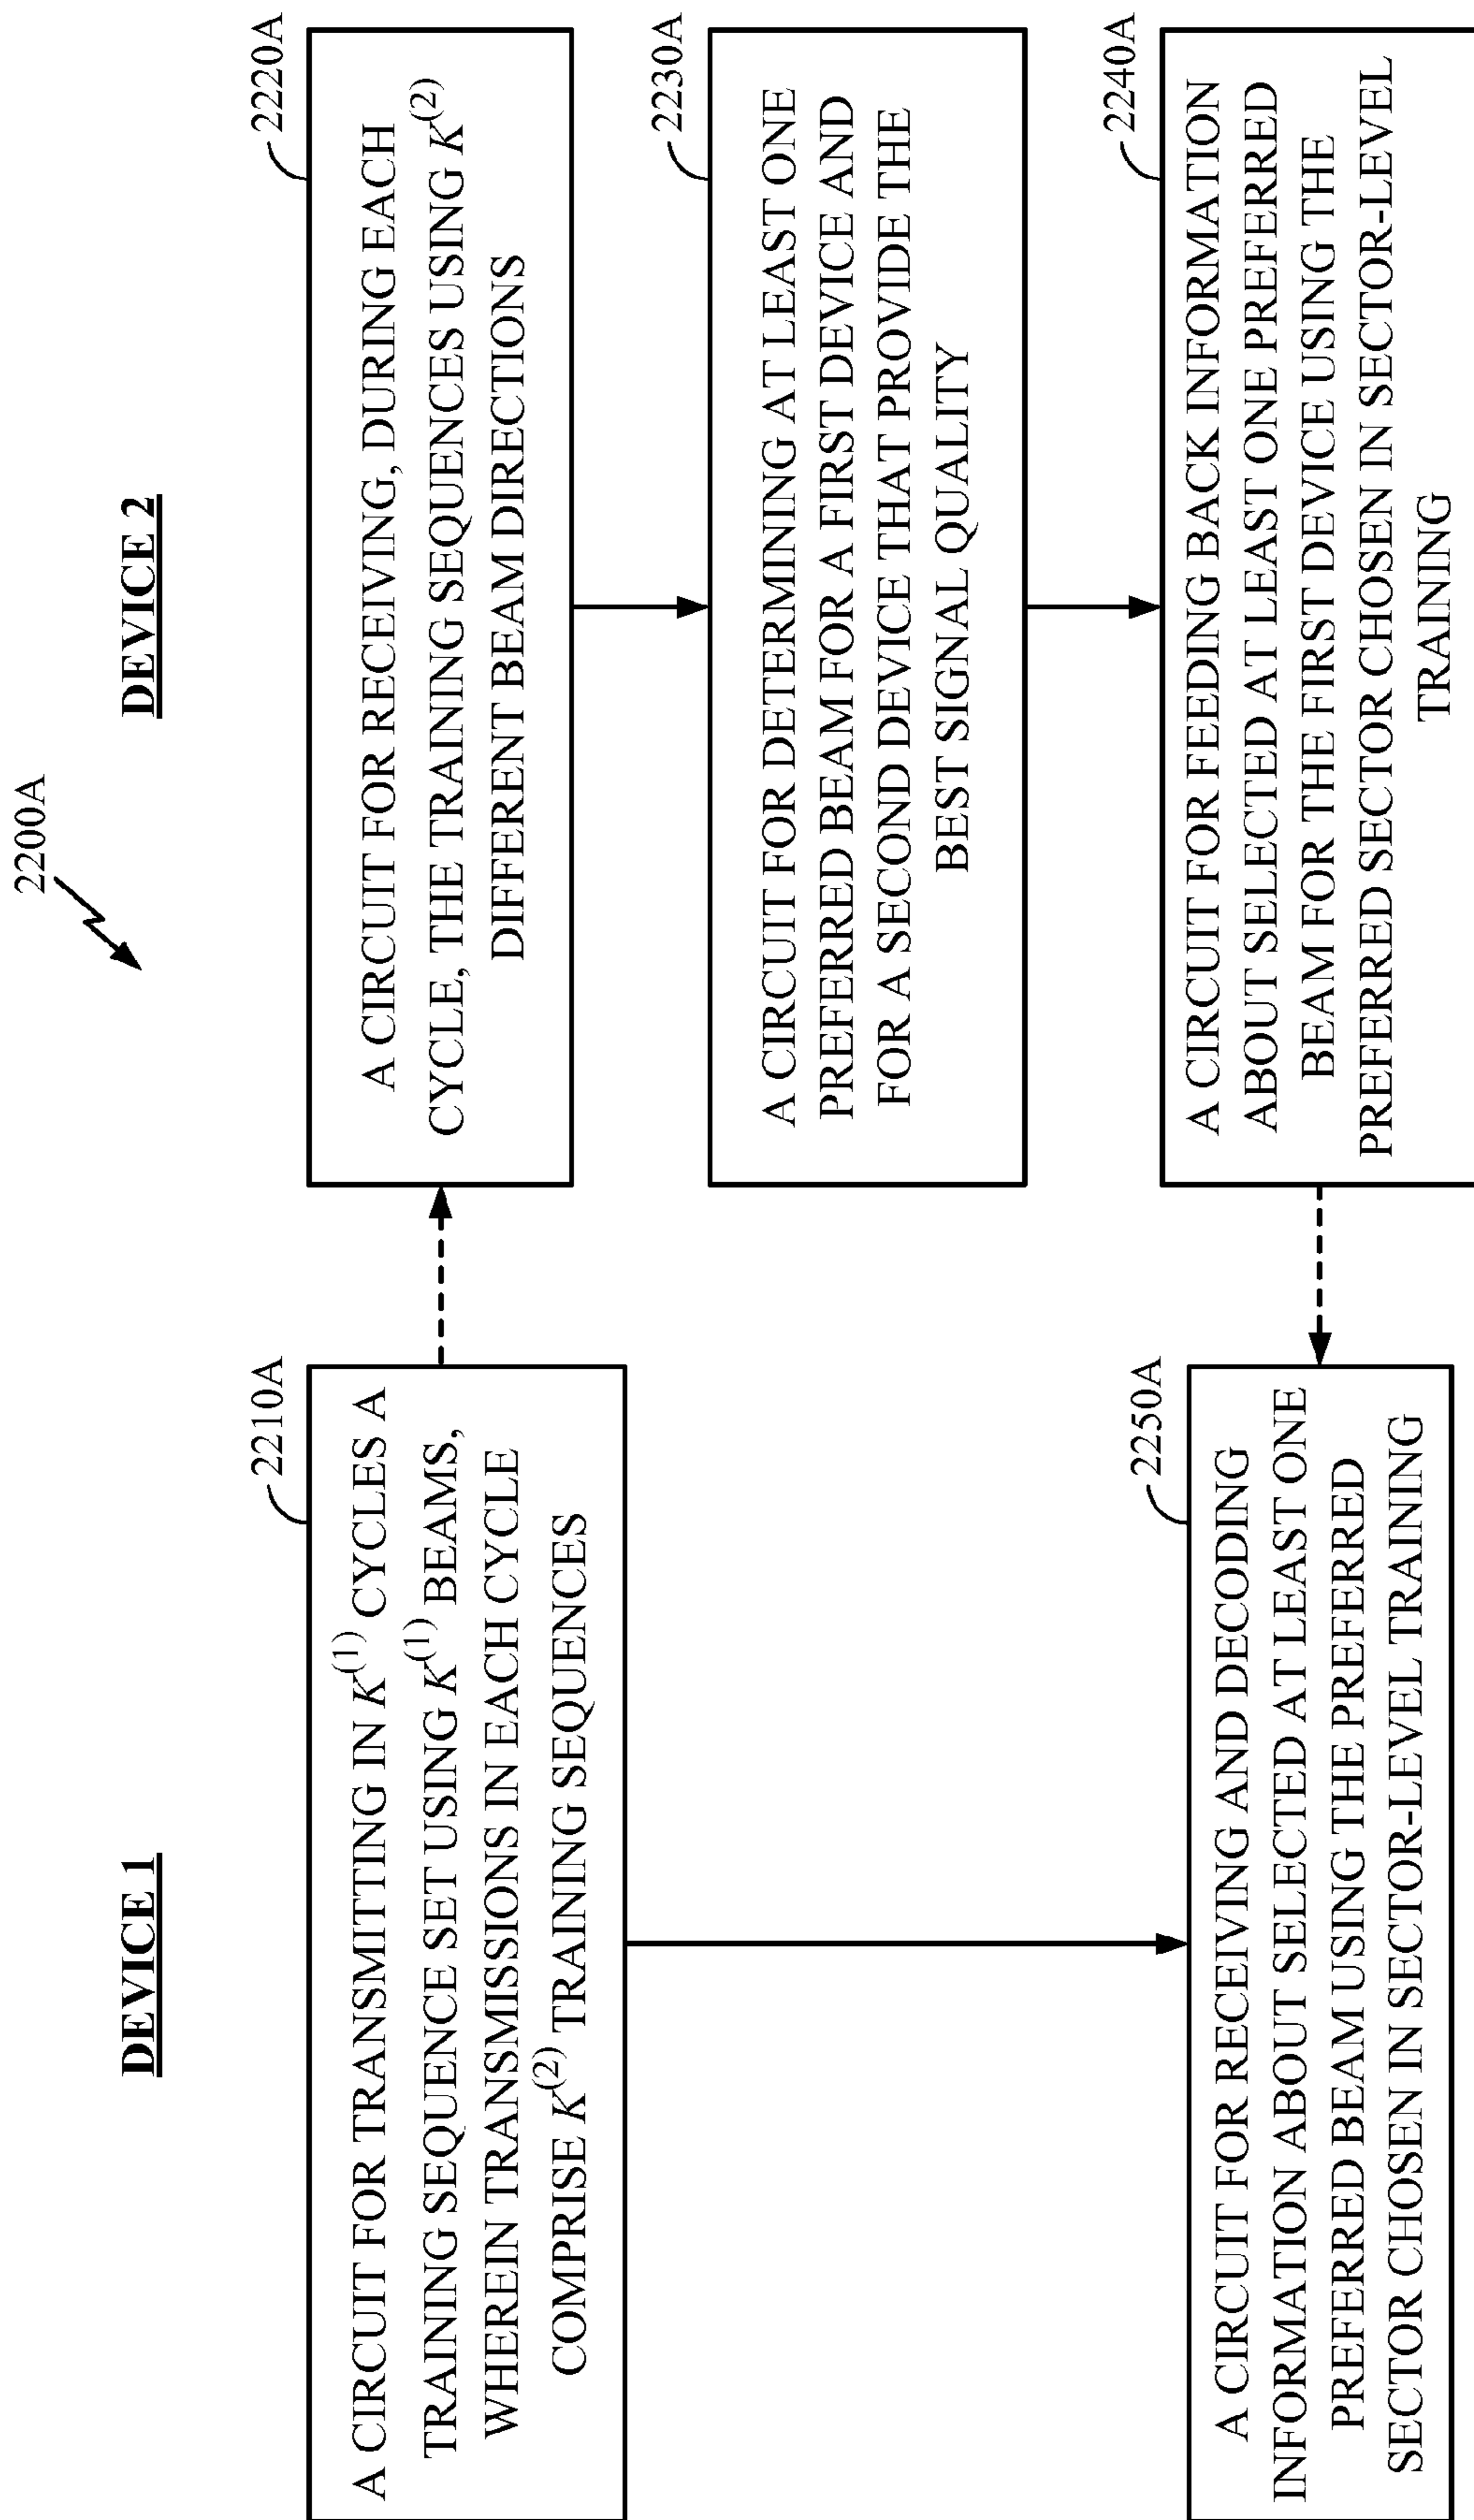 2200A
DEVICE 1
DEVICE 2
2210A
A CIRCUIT FOR TRANSMITTING IN K(1) CYCLES A
TRAINING SEQUENCE SET USING K(1) BEAMS,
WHEREIN TRANSMISSIONS IN EACH CYCLE
COMPRISE K(2) TRAINING SEQUENCES
2220A
A CIRCUIT FOR RECEIVING, DURING EACH
CYCLE, THE TRAINING SEQUENCES USING K(2)
DIFFERENT BEAM DIRECTIONS
2230A
A CIRCUIT FOR DETERMINING AT LEAST ONE
PREFERRED BEAM FOR A FIRST DEVICE AND
FOR A SECOND DEVICE THAT PROVIDE THE
BEST SIGNAL QUALITY
2240A
A CIRCUIT FOR FEEDING BACK INFORMATION
ABOUT SELECTED AT LEAST ONE PREFERRED
BEAM FOR THE FIRST DEVICE USING THE
PREFERRED SECTOR CHOSEN IN SECTOR-LEVEL
TRAINING
2250A
A CIRCUIT FOR RECEIVING AND DECODING
INFORMATION ABOUT SELECTED AT LEAST ONE
PREFERRED BEAM USING THE PREFERRED
SECTOR CHOSEN IN SECTOR-LEVEL TRAINING